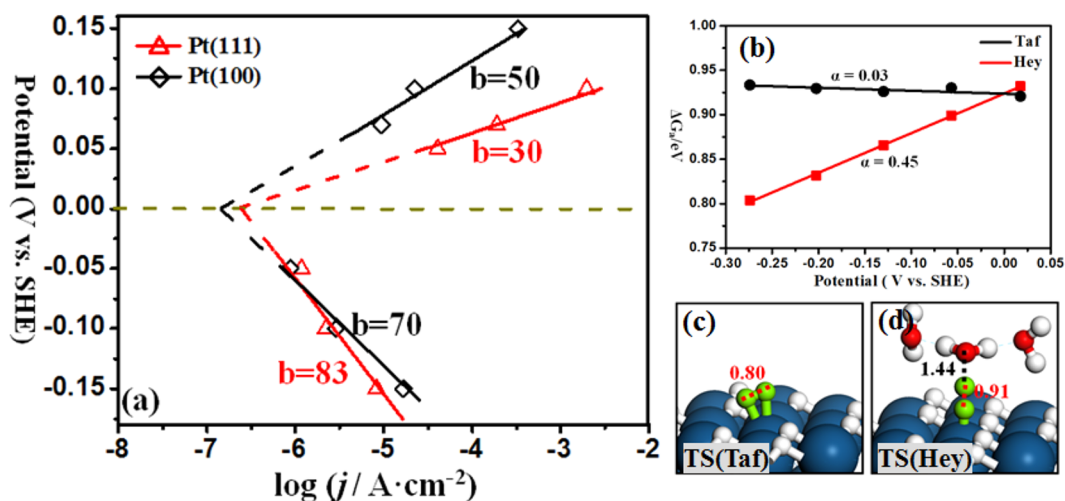 Potential (V vs. SHE)
0.15
0.10
0.05
0.00
-0.05
-0.10
-0.15
Pt(111)
Pt(100)
b=50
b=30
b=70
b=83
(a)
-8 -7 -6 -5 -4 -3 -2
log (j / A·cm-2)
(b)
Taf
Hey
α = 0.03
α = 0.45
ΔGa/eV
1.00
0.95
0.90
0.85
0.80
0.75
-0.30 -0.25 -0.20 -0.15 -0.10 -0.05 0.00 0.05
Potential ( V vs. SHE)
(c)
0.80
TS(Taf)
(d)
1.44
0.91
TS(Hey)